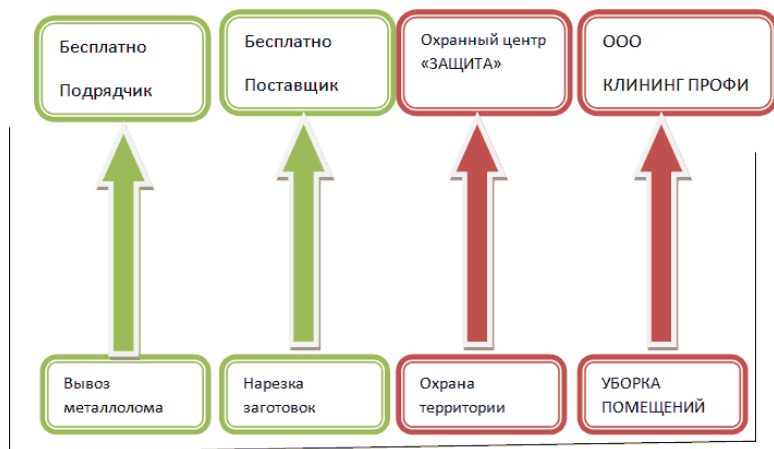 Бесплатно
Подрядчик
Бесплатно
Поставщик
Охранный центр
«ЗАЩИТА»
ООО
КЛИНИНГ ПРОФИ
Вывоз
металлолома
Нарезка
заготовок
Охрана
территории
УБОРКА
ПОМЕЩЕНИЙ